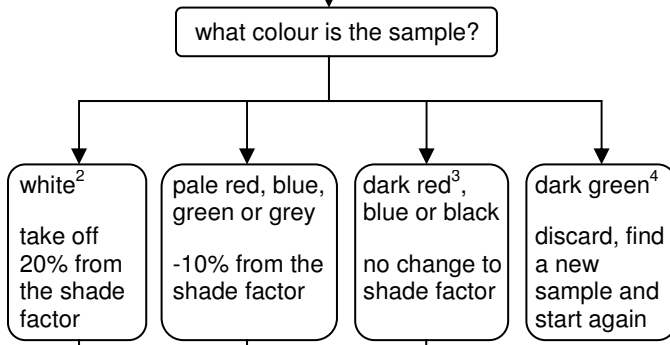 what colour is the sample?
white²
take off
20% from
the shade
factor
pale red, blue,
green or grey
-10% from the
shade factor
dark red³,
blue or black
no change to
shade factor
dark green⁴
discard, find
a new
sample and
start again